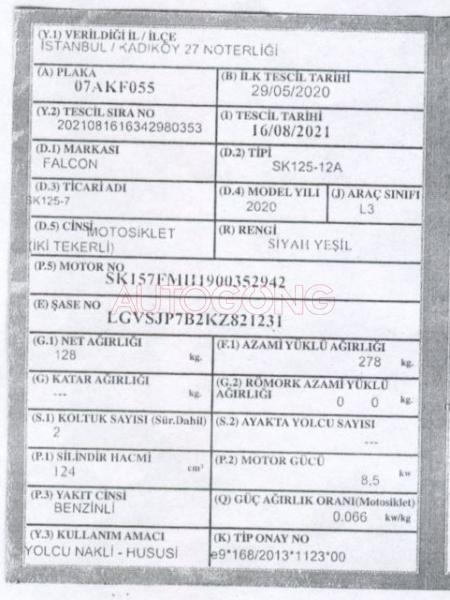 (Y.1) VERİLDİĞİ İL / İLÇE
İSTANBUL / KADIKÖY 27 NOTERLİĞİ
(A) PLAKA
07AKF055
(B) İLK TESCİL TARİHİ
29/05/2020
(Y.2) TESCİL SIRA NO
2021081616342980353
(I) TESCİL TARİHİ
16/08/2021
(D.1) MARKASI
FALCON
(D.2) TİPİ
SK125-12A
(D.3) TİCARİ ADI
SK125-7
(D.4) MODEL YILI
2020
(J) ARAÇ SINIFI
L3
(D.5) CİNSİ
MOTOSİKLET
(İKİ TEKERLİ)
(R) RENGİ
SİYAH YEŞİL
(P.5) MOTOR NO
SK157FMI11900352942
(E) ŞASE NO
LGVSJP7B2KZ821231
AUTOGONG
(G.1) NET AĞIRLIĞI
128 kg.
(F.1) AZAMİ YÜKLÜ AĞIRLIĞI
278 kg.
(G) KATAR AĞIRLIĞI
--- kg.
(G.2) RÖMORK AZAMİ YÜKLÜ
AĞIRLIĞI
0 0 kg.
(S.1) KOLTUK SAYISI (Sür.Dahil)
2
(S.2) AYAKTA YOLCU SAYISI
---
(P.1) SİLİNDİR HACMİ
124 cm³
(P.2) MOTOR GÜCÜ
8,5 kw
(P.3) YAKIT CİNSİ
BENZİNLİ
(Q) GÜÇ AĞIRLIK ORANI(Motosiklet)
0.066 kw/kg
(Y.3) KULLANIM AMACI
YOLCU NAKLİ - HUSUSİ
(K) TİP ONAY NO
e9*168/2013*1123*00